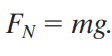 F_N = mg.